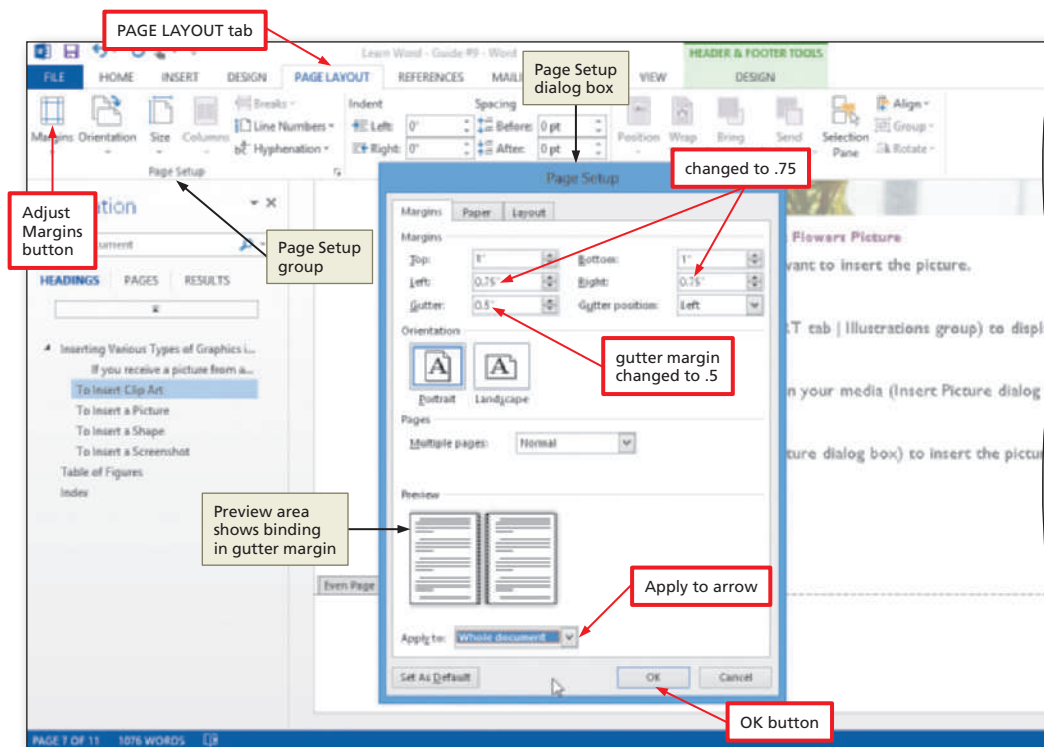 PAGE LAYOUT tab
Learn Word - Guide #9 - Word
HEADER & FOOTER TOOLS
FILE HOME INSERT DESIGN PAGE LAYOUT REFERENCES VIEW DESIGN
Page Setup
dialog box
Breaks
Line Numbers
Hyphenation
Margins Orientation Size Columns
Indent
Left: 0"
Right: 0"
Spacing
Before: 0 pt
After: 0 pt
Position Wrap Bring Send Selection
Pane
Align
Group
Rotate
Page Setup
Adjust
Margins
button
Page Setup
group
HEADINGS PAGES RESULTS
Inserting Various Types of Graphics i...
If you receive a picture from a...
To Insert Clip Art
To Insert a Picture
To Insert a Shape
To Insert a Screenshot
Table of Figures
Index
Page Setup
changed to .75
Margins Paper Layout
Margins
Top: 1" Bottom: 1"
Left: 0.75" Right: 0.75"
Gutter: 0.5" Gutter position: Left
Orientation
Portrait Landscape
gutter margin
changed to .5
Pages
Multiple pages: Normal
Preview
Preview area
shows binding
in gutter margin
Apply to arrow
Apply to: Whole document
Set As Default OK Cancel
OK button
Flowers Picture
to insert the picture.
tab | Illustrations group) to
your media (Insert Picture dialog
dialog box) to insert the
Even Page
PAGE 7 OF 11 1076 WORDS